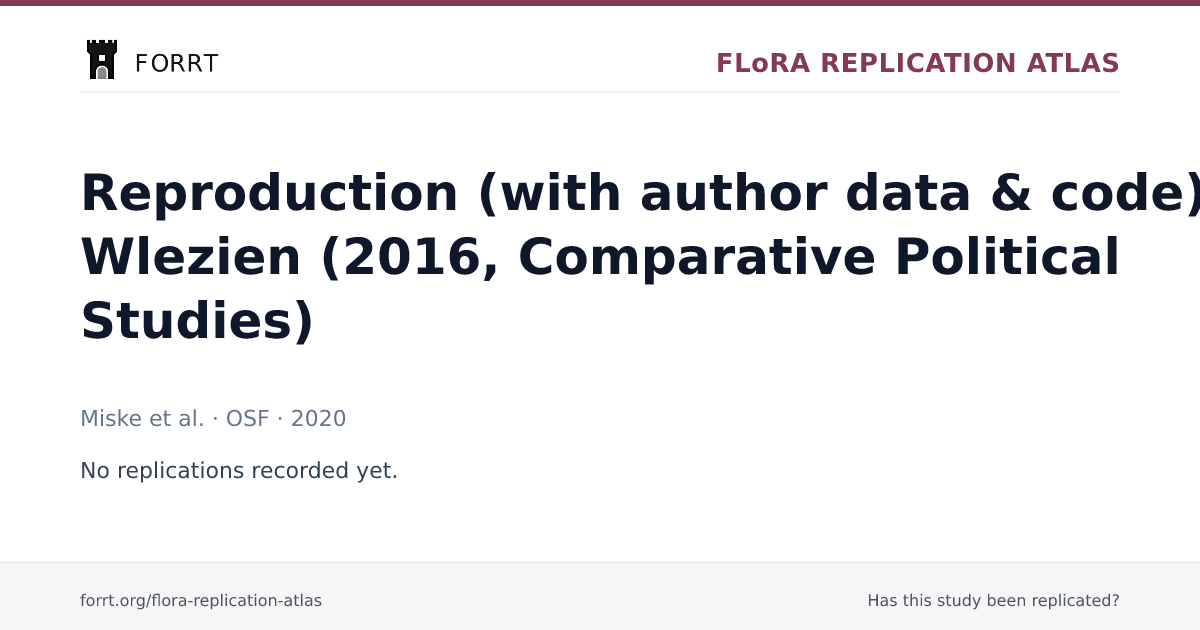 FORRT
FLoRA REPLICATION ATLAS
Reproduction (with author data & code)
Wlezien (2016, Comparative Political
Studies)
Miske et al. · OSF · 2020
No replications recorded yet.
forrt.org/flora-replication-atlas
Has this study been replicated?